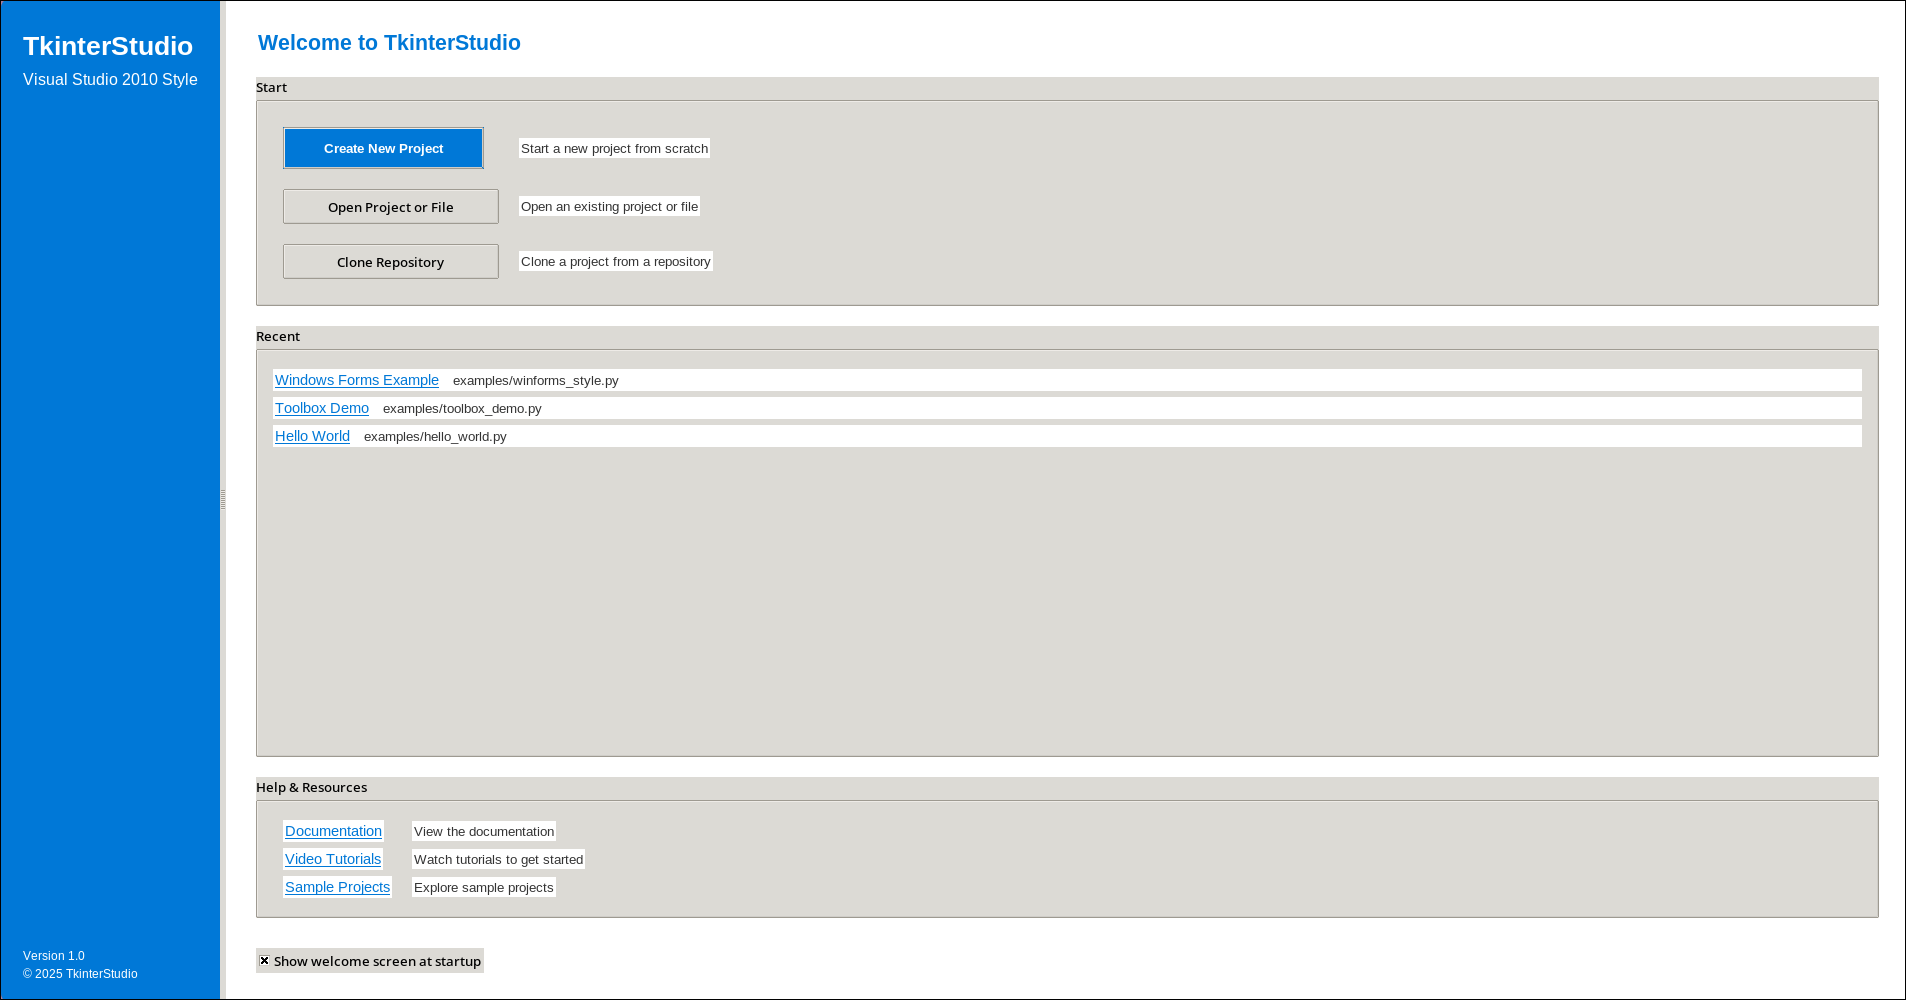 TkinterStudio
Visual Studio 2010 Style
Welcome to TkinterStudio
Start
Create New Project Start a new project from scratch
Open Project or File Open an existing project or file
Clone Repository Clone a project from a repository
Recent
Windows Forms Example examples/winforms_style.py
Toolbox Demo examples/toolbox_demo.py
Hello World examples/hello_world.py
Help & Resources
Documentation View the documentation
Video Tutorials Watch tutorials to get started
Sample Projects Explore sample projects
Show welcome screen at startup
Version 1.0
© 2025 TkinterStudio